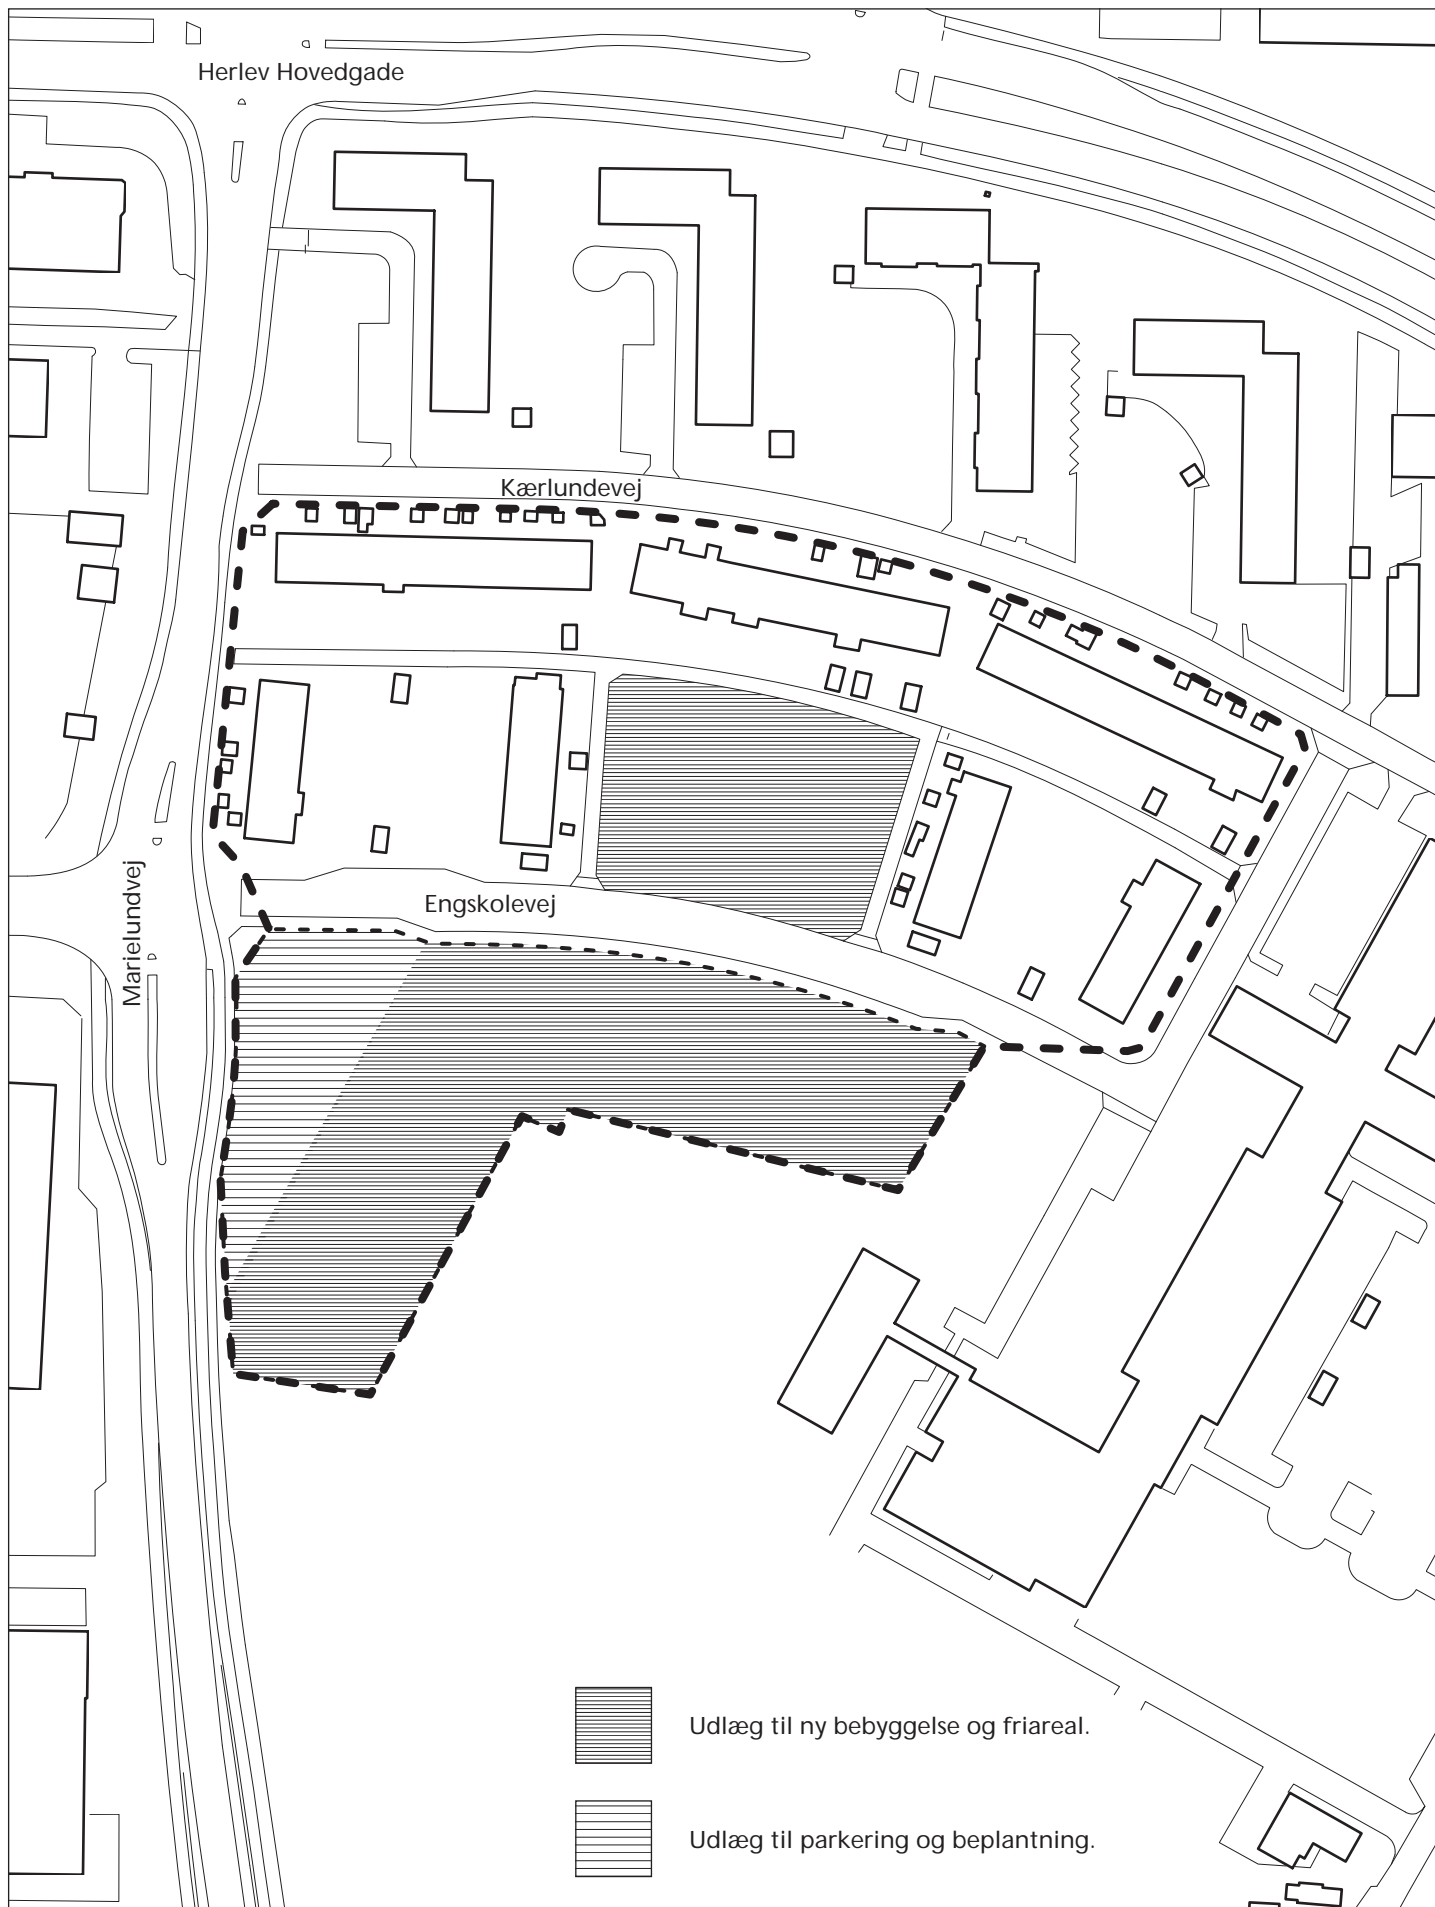 Herlev Hovedgade
Kærlundevej
Engskolevej
Marielundvej
Udlæg til ny bebyggelse og friareal.
Udlæg til parkering og beplantning.